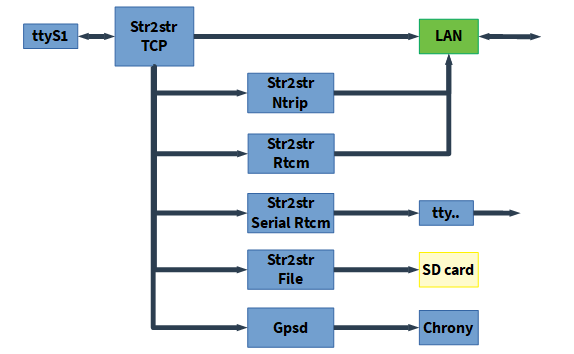 ttyS1
Str2str
TCP
LAN
Str2str
Ntrip
Str2str
Rtcm
Str2str
Serial Rtcm
tty..
Str2str
File
SD card
Gpsd
Chrony